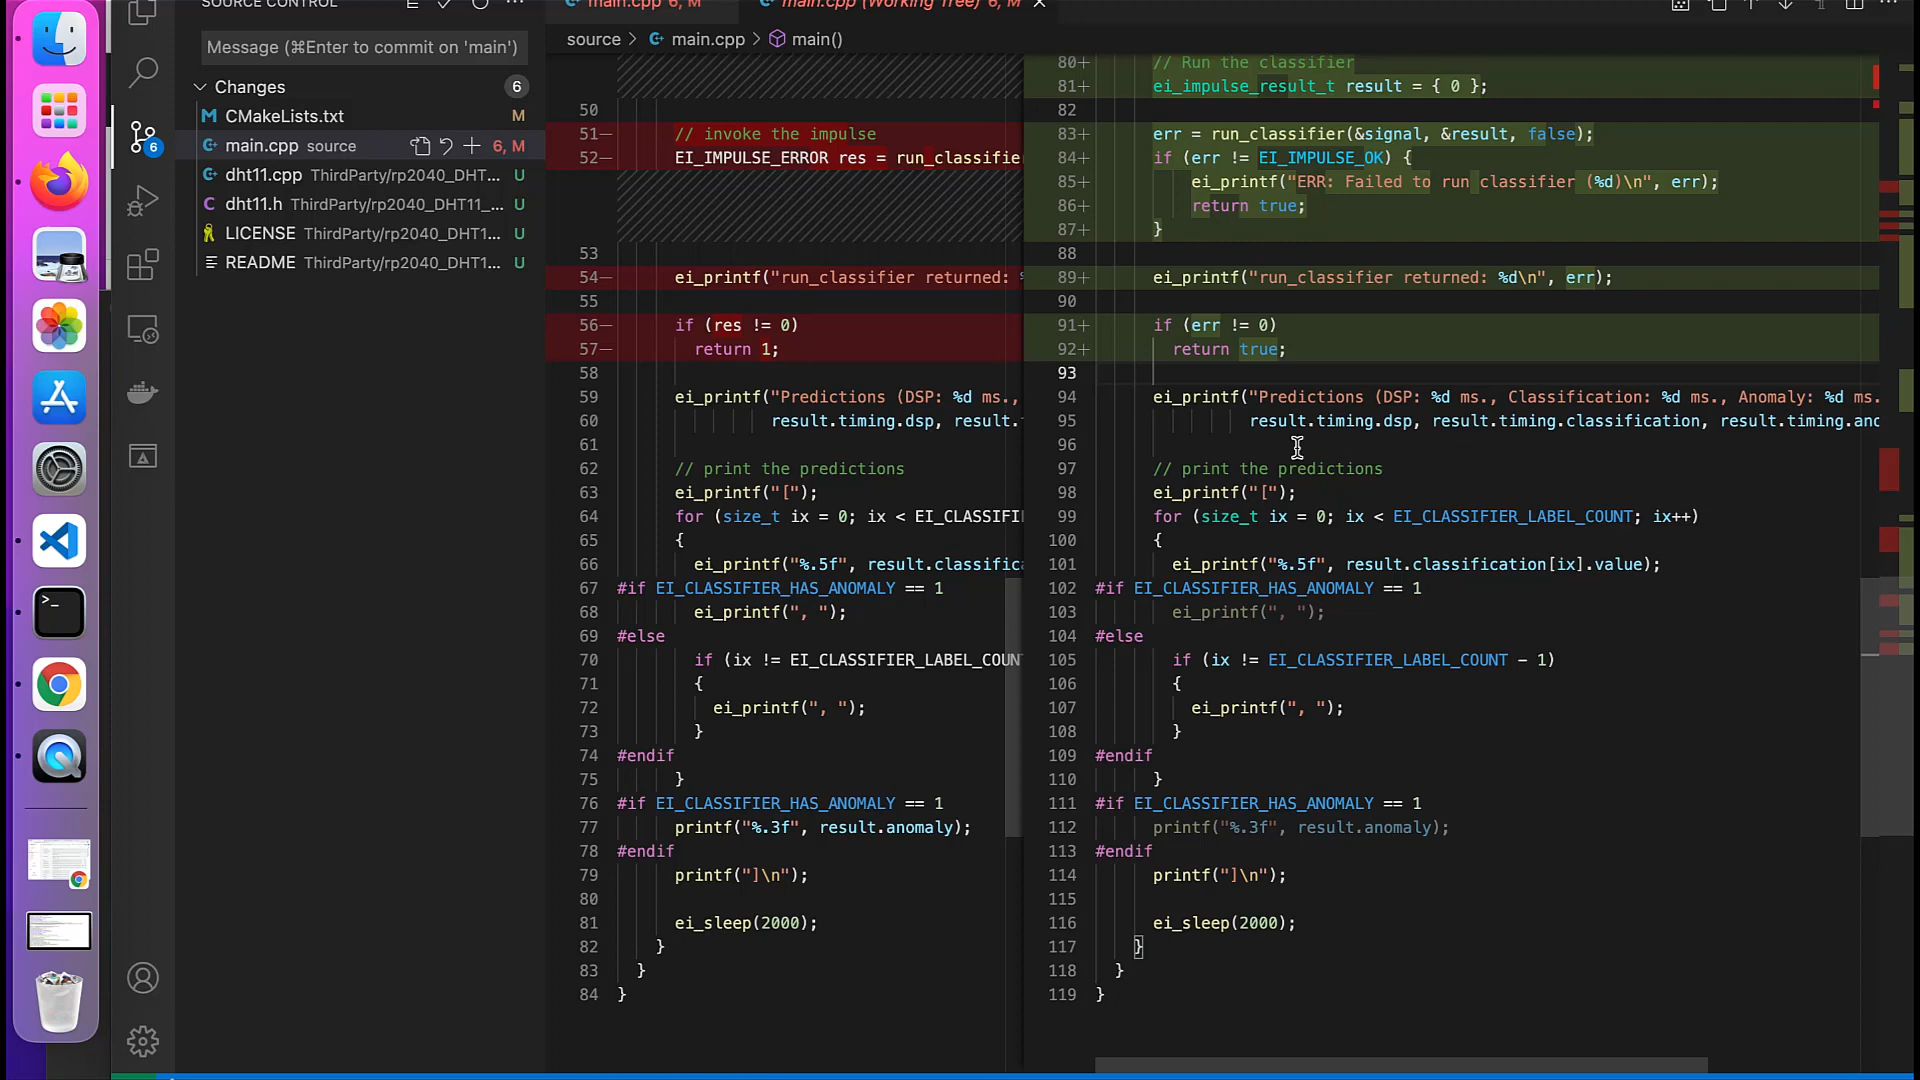 SOURCE CONTROL
Message (⌘Enter to commit on 'main')
Changes 6
CMakeLists.txt M
main.cpp source 6, M
dht11.cpp ThirdParty/rp2040_DHT... U
dht11.h ThirdParty/rp2040_DHT11_... U
LICENSE ThirdParty/rp2040_DHT1... U
README ThirdParty/rp2040_DHT1... U
6
main.cpp 6, M
main.cpp (Working Tree) 6, M
source > main.cpp > main()
50
51− // invoke the impulse
52− EI_IMPULSE_ERROR res = run_classifier
53
54− ei_printf("run_classifier returned: %
55
56− if (res != 0)
57− return 1;
58
59 ei_printf("Predictions (DSP: %d ms.,
60 result.timing.dsp, result.
61
62 // print the predictions
63 ei_printf("[");
64 for (size_t ix = 0; ix < EI_CLASSIFI
65 {
66 ei_printf("%.5f", result.classific
67 #if EI_CLASSIFIER_HAS_ANOMALY == 1
68 ei_printf(", ");
69 #else
70 if (ix != EI_CLASSIFIER_LABEL_COUN
71 {
72 ei_printf(", ");
73 }
74 #endif
75 }
76 #if EI_CLASSIFIER_HAS_ANOMALY == 1
77 printf("%.3f", result.anomaly);
78 #endif
79 printf("]\n");
80
81 ei_sleep(2000);
82 }
83 }
84 }
80+ // Run the classifier
81+ ei_impulse_result_t result = { 0 };
82
83+ err = run_classifier(&signal, &result, false);
84+ if (err != EI_IMPULSE_OK) {
85+ ei_printf("ERR: Failed to run classifier (%d)\n", err);
86+ return true;
87+ }
88
89+ ei_printf("run_classifier returned: %d\n", err);
90
91+ if (err != 0)
92+ return true;
93
94 ei_printf("Predictions (DSP: %d ms., Classification: %d ms., Anomaly: %d ms.
95 result.timing.dsp, result.timing.classification, result.timing.ano
96
97 // print the predictions
98 ei_printf("[");
99 for (size_t ix = 0; ix < EI_CLASSIFIER_LABEL_COUNT; ix++)
100 {
101 ei_printf("%.5f", result.classification[ix].value);
102 #if EI_CLASSIFIER_HAS_ANOMALY == 1
103 ei_printf(", ");
104 #else
105 if (ix != EI_CLASSIFIER_LABEL_COUNT - 1)
106 {
107 ei_printf(", ");
108 }
109 #endif
110 }
111 #if EI_CLASSIFIER_HAS_ANOMALY == 1
112 printf("%.3f", result.anomaly);
113 #endif
114 printf("]\n");
115
116 ei_sleep(2000);
117 }
118 }
119 }